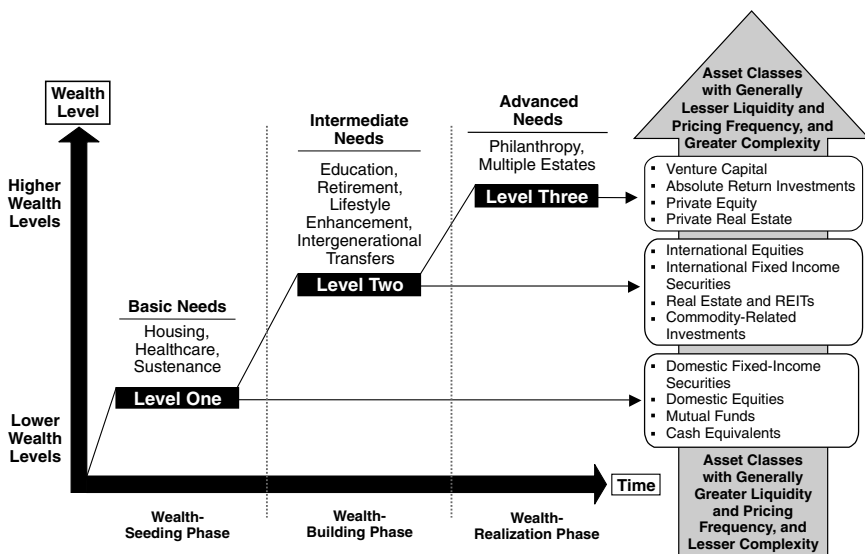 Wealth
Level
Higher
Wealth
Levels
Lower
Wealth
Levels
Basic Needs
Housing,
Healthcare,
Sustenance
Level One
Intermediate
Needs
Education,
Retirement,
Lifestyle
Enhancement,
Intergenerational
Transfers
Level Two
Advanced
Needs
Philanthropy,
Multiple Estates
Level Three
Time
Wealth-
Seeding Phase
Wealth-
Building Phase
Wealth-
Realization Phase
Asset Classes
with Generally
Lesser Liquidity and
Pricing Frequency, and
Greater Complexity
▪ Venture Capital
▪ Absolute Return Investments
▪ Private Equity
▪ Private Real Estate
▪ International Equities
▪ International Fixed Income
Securities
▪ Real Estate and REITs
▪ Commodity-Related
Investments
▪ Domestic Fixed-Income
Securities
▪ Domestic Equities
▪ Mutual Funds
▪ Cash Equivalents
Asset Classes
with Generally
Greater Liquidity
and Pricing
Frequency, and
Lesser Complexity